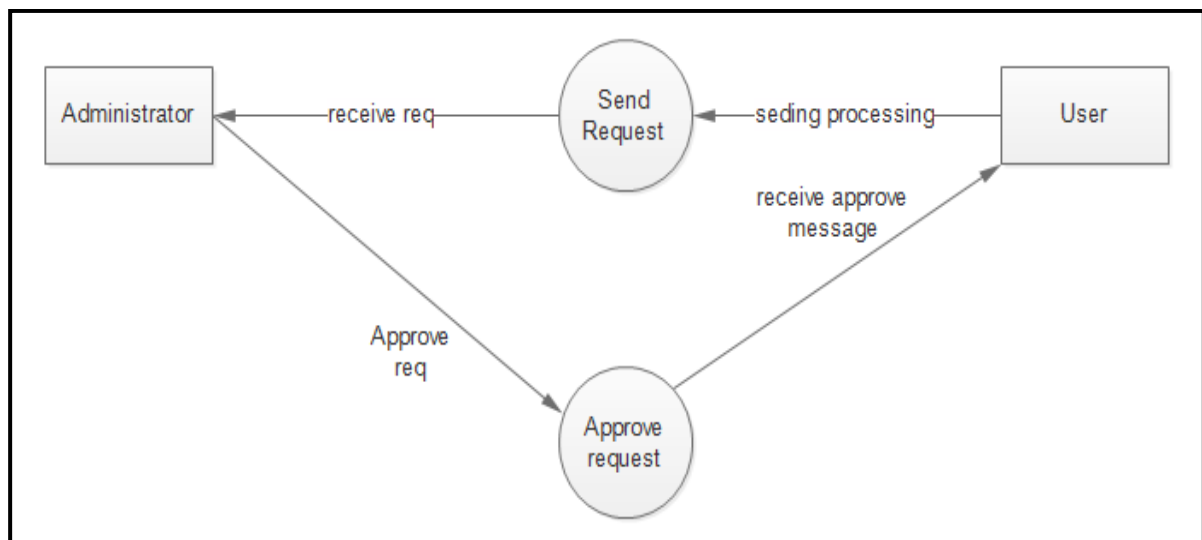 Administrator
receive req
Send
Request
seding processing
User
receive approve
message
Approve
req
Approve
request